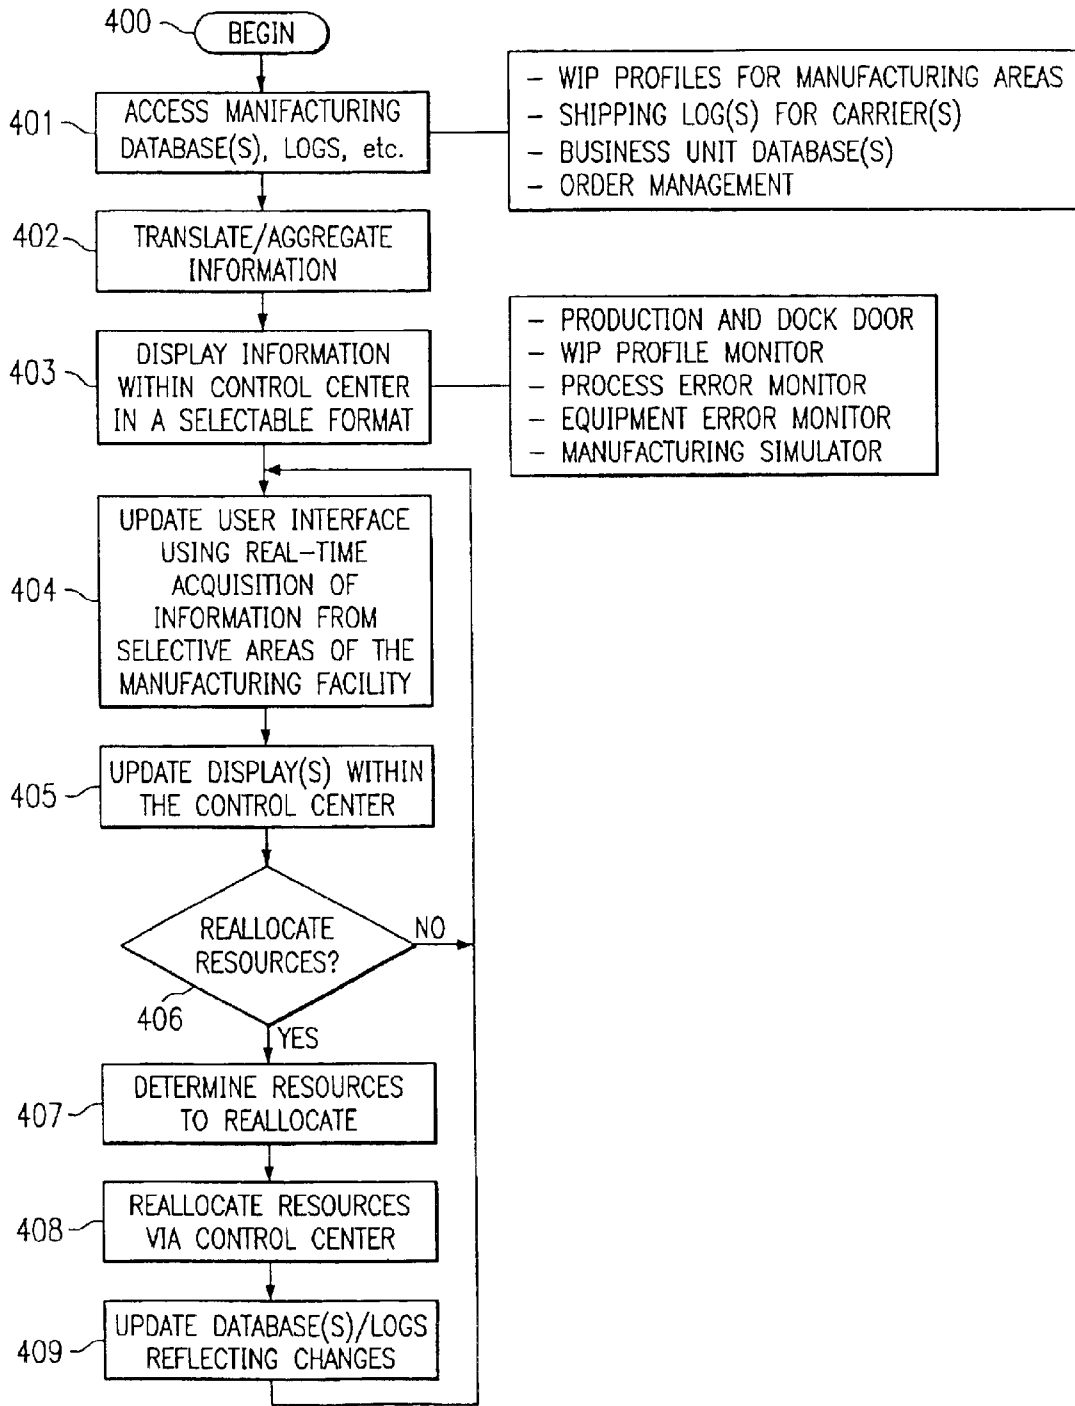 400
BEGIN
401
ACCESS MANIFACTURING
DATABASE(S), LOGS, etc.
- WIP PROFILES FOR MANUFACTURING AREAS
- SHIPPING LOG(S) FOR CARRIER(S)
- BUSINESS UNIT DATABASE(S)
- ORDER MANAGEMENT
402
TRANSLATE/AGGREGATE
INFORMATION
403
DISPLAY INFORMATION
WITHIN CONTROL CENTER
IN A SELECTABLE FORMAT
- PRODUCTION AND DOCK DOOR
- WIP PROFILE MONITOR
- PROCESS ERROR MONITOR
- EQUIPMENT ERROR MONITOR
- MANUFACTURING SIMULATOR
404
UPDATE USER INTERFACE
USING REAL-TIME
ACQUISITION OF
INFORMATION FROM
SELECTIVE AREAS OF THE
MANUFACTURING FACILITY
405
UPDATE DISPLAY(S) WITHIN
THE CONTROL CENTER
REALLOCATE
RESOURCES?
NO
406
YES
407
DETERMINE RESOURCES
TO REALLOCATE
408
REALLOCATE RESOURCES
VIA CONTROL CENTER
409
UPDATE DATABASE(S)/LOGS
REFLECTING CHANGES